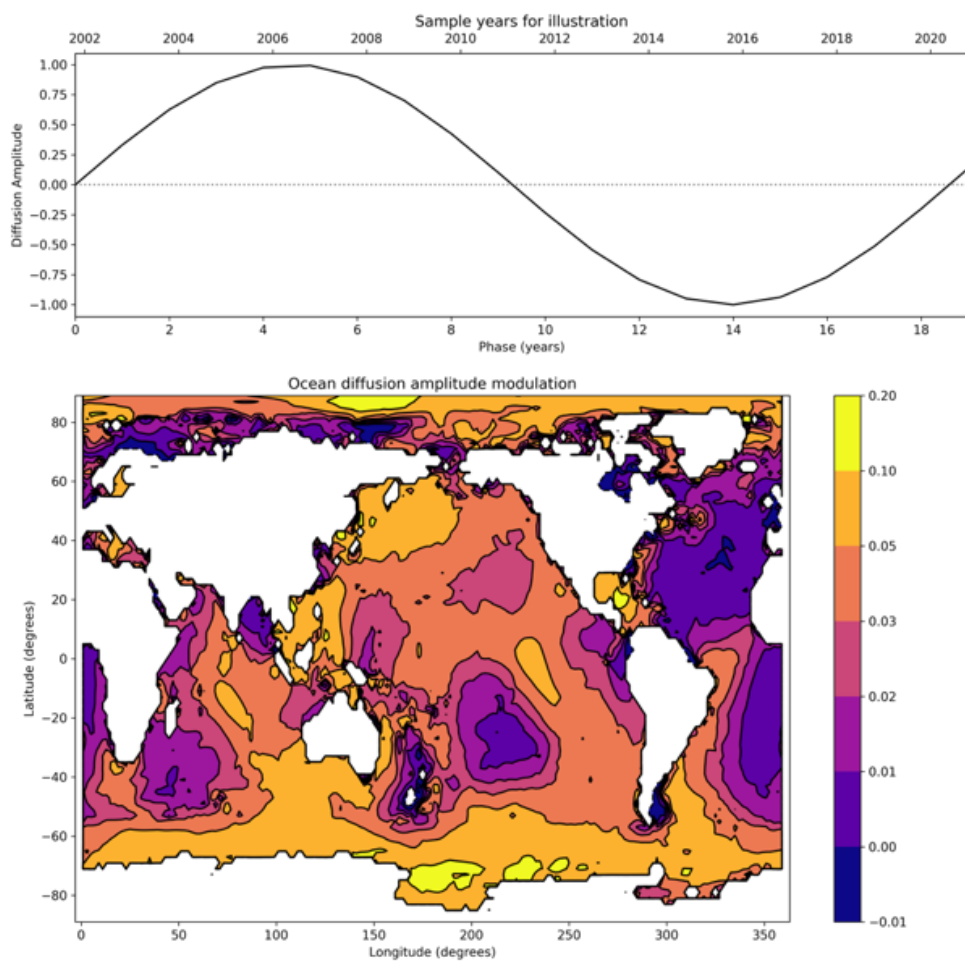 Sample years for illustration
2002 2004 2006 2008 2010 2012 2014 2016 2018 2020
1.00
0.75
0.50
0.25
0.00
−0.25
−0.50
−0.75
−1.00
Diffusion Amplitude
0 2 4 6 8 10 12 14 16 18
Phase (years)
Ocean diffusion amplitude modulation
80
60
40
20
0
−20
−40
−60
−80
Latitude (degrees)
0 50 100 150 200 250 300 350
Longitude (degrees)
0.20
0.10
0.05
0.03
0.02
0.01
0.00
−0.01